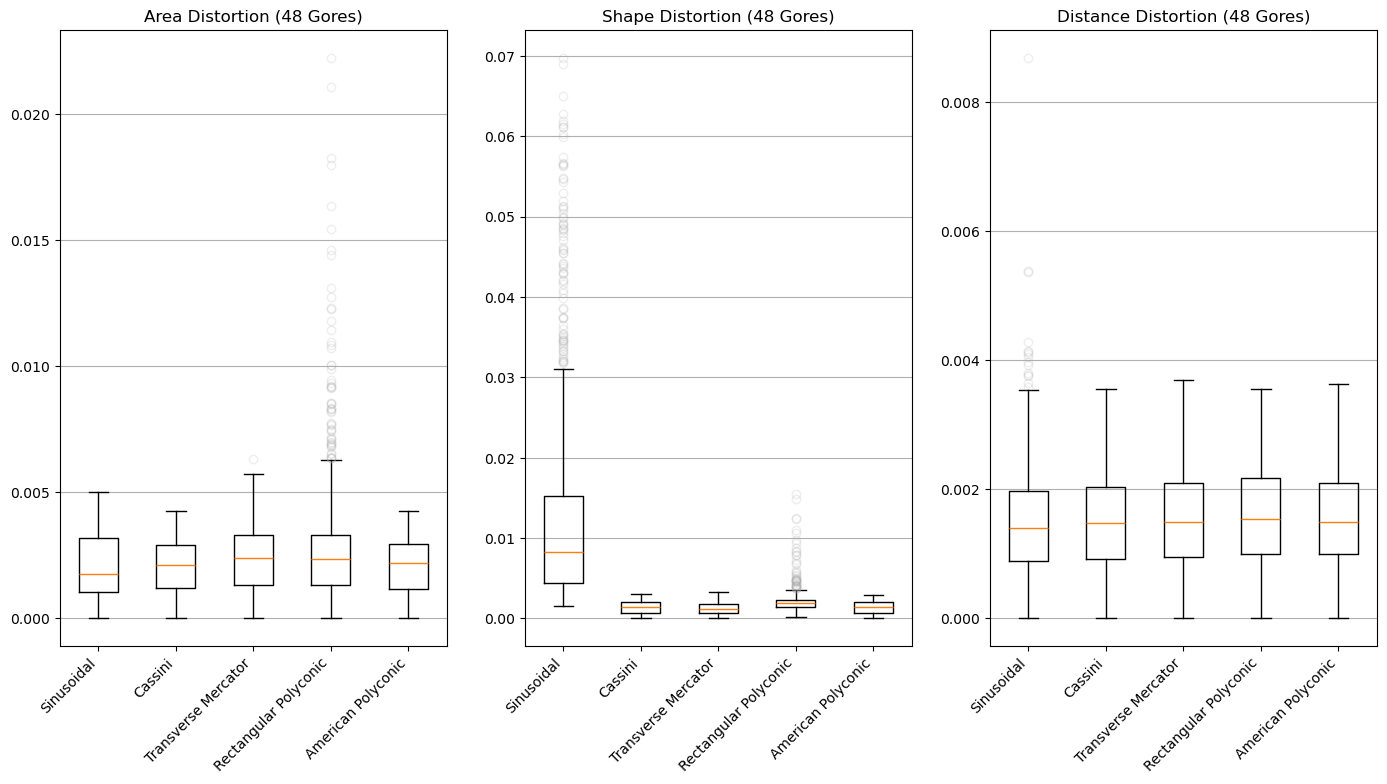 Area Distortion (48 Gores)
0.020
0.015
0.010
0.005
0.000
Sinusoidal
Cassini
Transverse Mercator
Rectangular Polyconic
American Polyconic
Shape Distortion (48 Gores)
0.07
0.06
0.05
0.04
0.03
0.02
0.01
0.00
Sinusoidal
Cassini
Transverse Mercator
Rectangular Polyconic
American Polyconic
Distance Distortion (48 Gores)
0.008
0.006
0.004
0.002
0.000
Sinusoidal
Cassini
Transverse Mercator
Rectangular Polyconic
American Polyconic